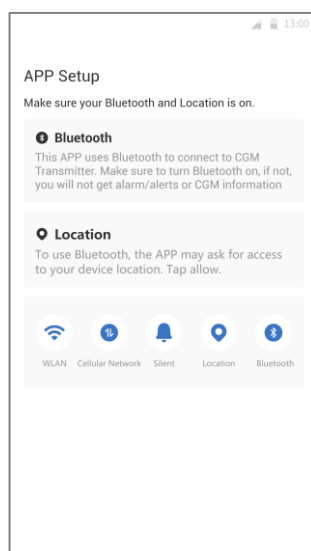 13:00
APP Setup
Make sure your Bluetooth and Location is on.
Bluetooth
This APP uses Bluetooth to connect to CGM
Transmitter. Make sure to turn Bluetooth on, if not,
you will not get alarm/alerts or CGM information
Location
To use Bluetooth, the APP may ask for access
to your device location. Tap allow.
WLAN Cellular Network Silent Location Bluetooth